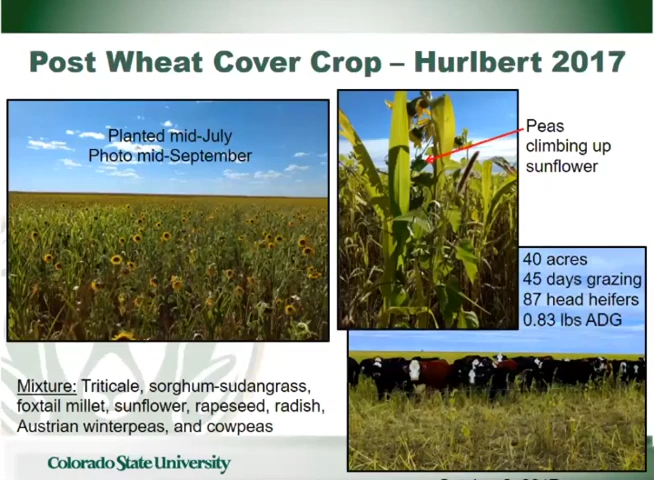 Post Wheat Cover Crop – Hurlbert 2017
Planted mid-July
Photo mid-September
Peas
climbing up
sunflower
40 acres
45 days grazing
87 head heifers
0.83 lbs ADG
Mixture: Triticale, sorghum-sudangrass,
foxtail millet, sunflower, rapeseed, radish,
Austrian winterpeas, and cowpeas
Colorado State University